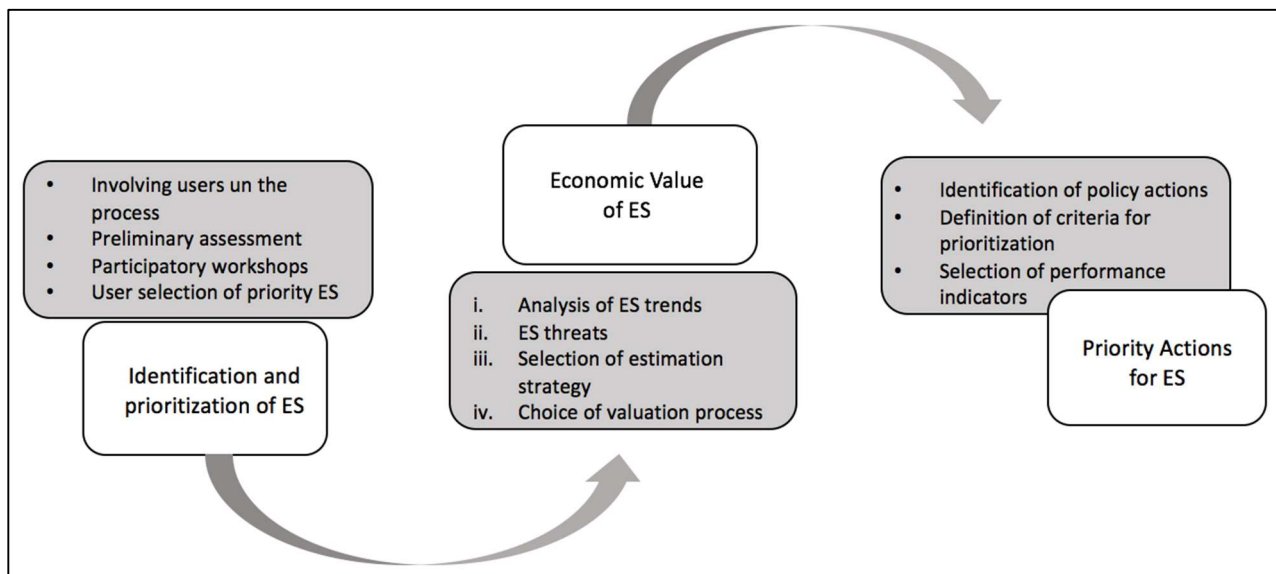 • Involving users un the
process
• Preliminary assessment
• Participatory workshops
• User selection of priority ES
Identification and
prioritization of ES
Economic Value
of ES
i. Analysis of ES trends
ii. ES threats
iii. Selection of estimation
strategy
iv. Choice of valuation process
• Identification of policy actions
• Definition of criteria for
prioritization
• Selection of performance
indicators
Priority Actions
for ES